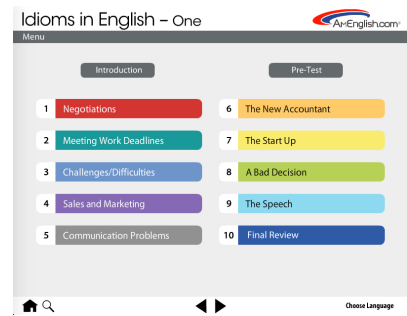 Idioms in English – One
AmEnglish.com
Menu
Introduction
Pre-Test
1 Negotiations
2 Meeting Work Deadlines
3 Challenges/Difficulties
4 Sales and Marketing
5 Communication Problems
6 The New Accountant
7 The Start Up
8 A Bad Decision
9 The Speech
10 Final Review
Choose Language